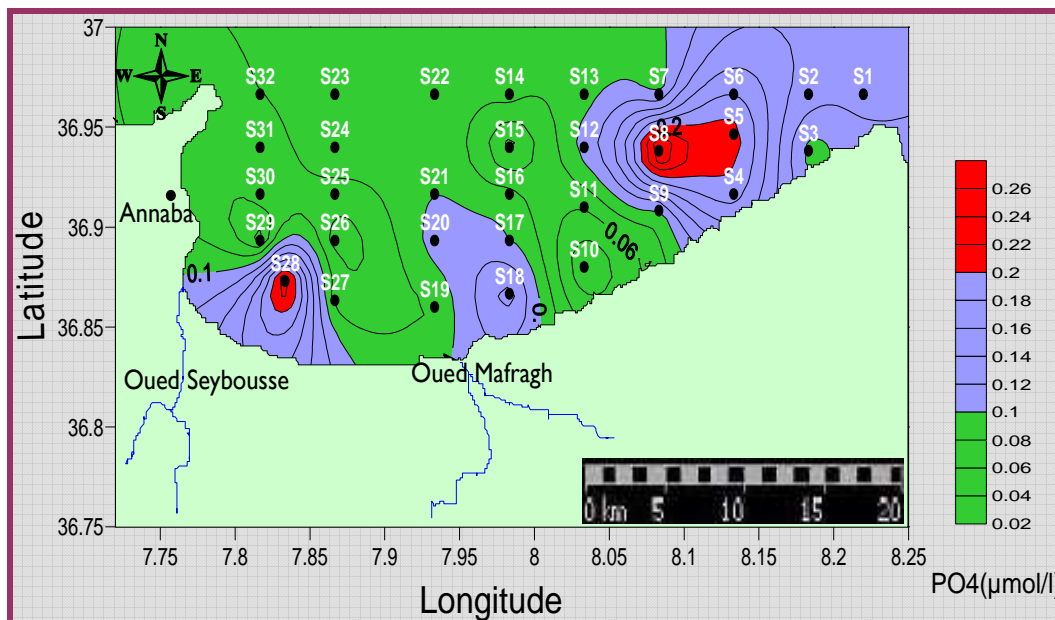 37
N
W E
S
S32 S23 S22 S14 S13 S7 S6 S2 S1
36.95
S31 S24 S15 S12 S8 0.2 S5 S3
S30 S25 S21 S16 S11 S9 S4
Annaba
36.9
S29 S26 S20 S17 S10 0.06
0.1 S28 S27 S19 S18 0.
36.85
Oued Seybousse
Oued Mafragh
36.8
36.75
0 km 5 10 15 20
7.75 7.8 7.85 7.9 7.95 8 8.05 8.1 8.15 8.2 8.25
Latitude
Longitude
0.26
0.24
0.22
0.2
0.18
0.16
0.14
0.12
0.1
0.08
0.06
0.04
0.02
PO4(µmol/l)